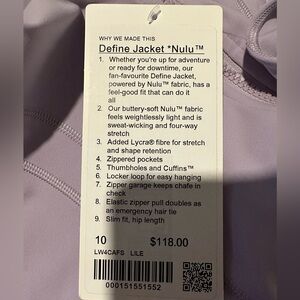 WHY WE MADE THIS
Define Jacket *Nulu™
1. Whether you're up for adventure
or ready for downtime, our
fan-favourite Define Jacket,
powered by Nulu™ fabric, has a
feel-good fit that can do it
all
2. Our buttery-soft Nulu™ fabric
feels weightlessly light and is
sweat-wicking and four-way
stretch
3. Added Lycra® fibre for stretch
and shape retention
4. Zippered pockets
5. Thumbholes and Cuffins™
6. Locker loop for easy hanging
7. Zipper garage keeps chafe in
check
8. Elastic zipper pull doubles as
an emergency hair tie
9. Slim fit, hip length
10 $118.00
LW4CAFS LILE
000151551552